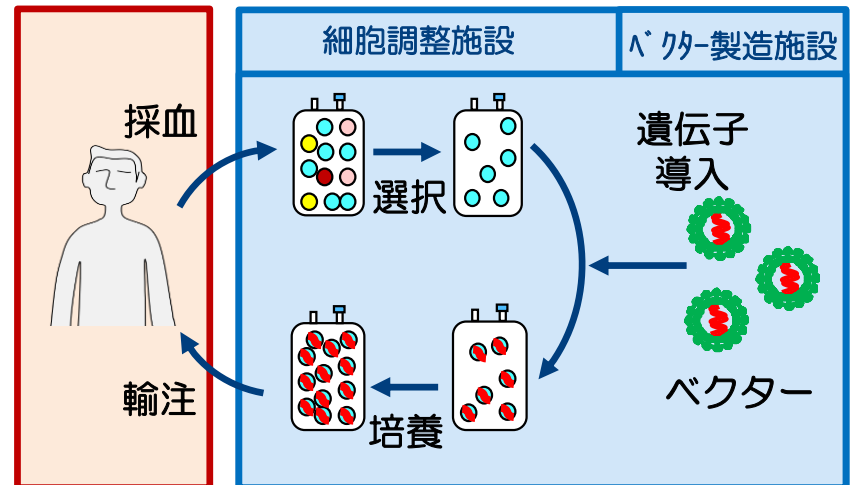 細胞調整施設
ﾍﾞｸﾀｰ製造施設
採血
選択
遺伝子
導入
ベクター
培養
輸注